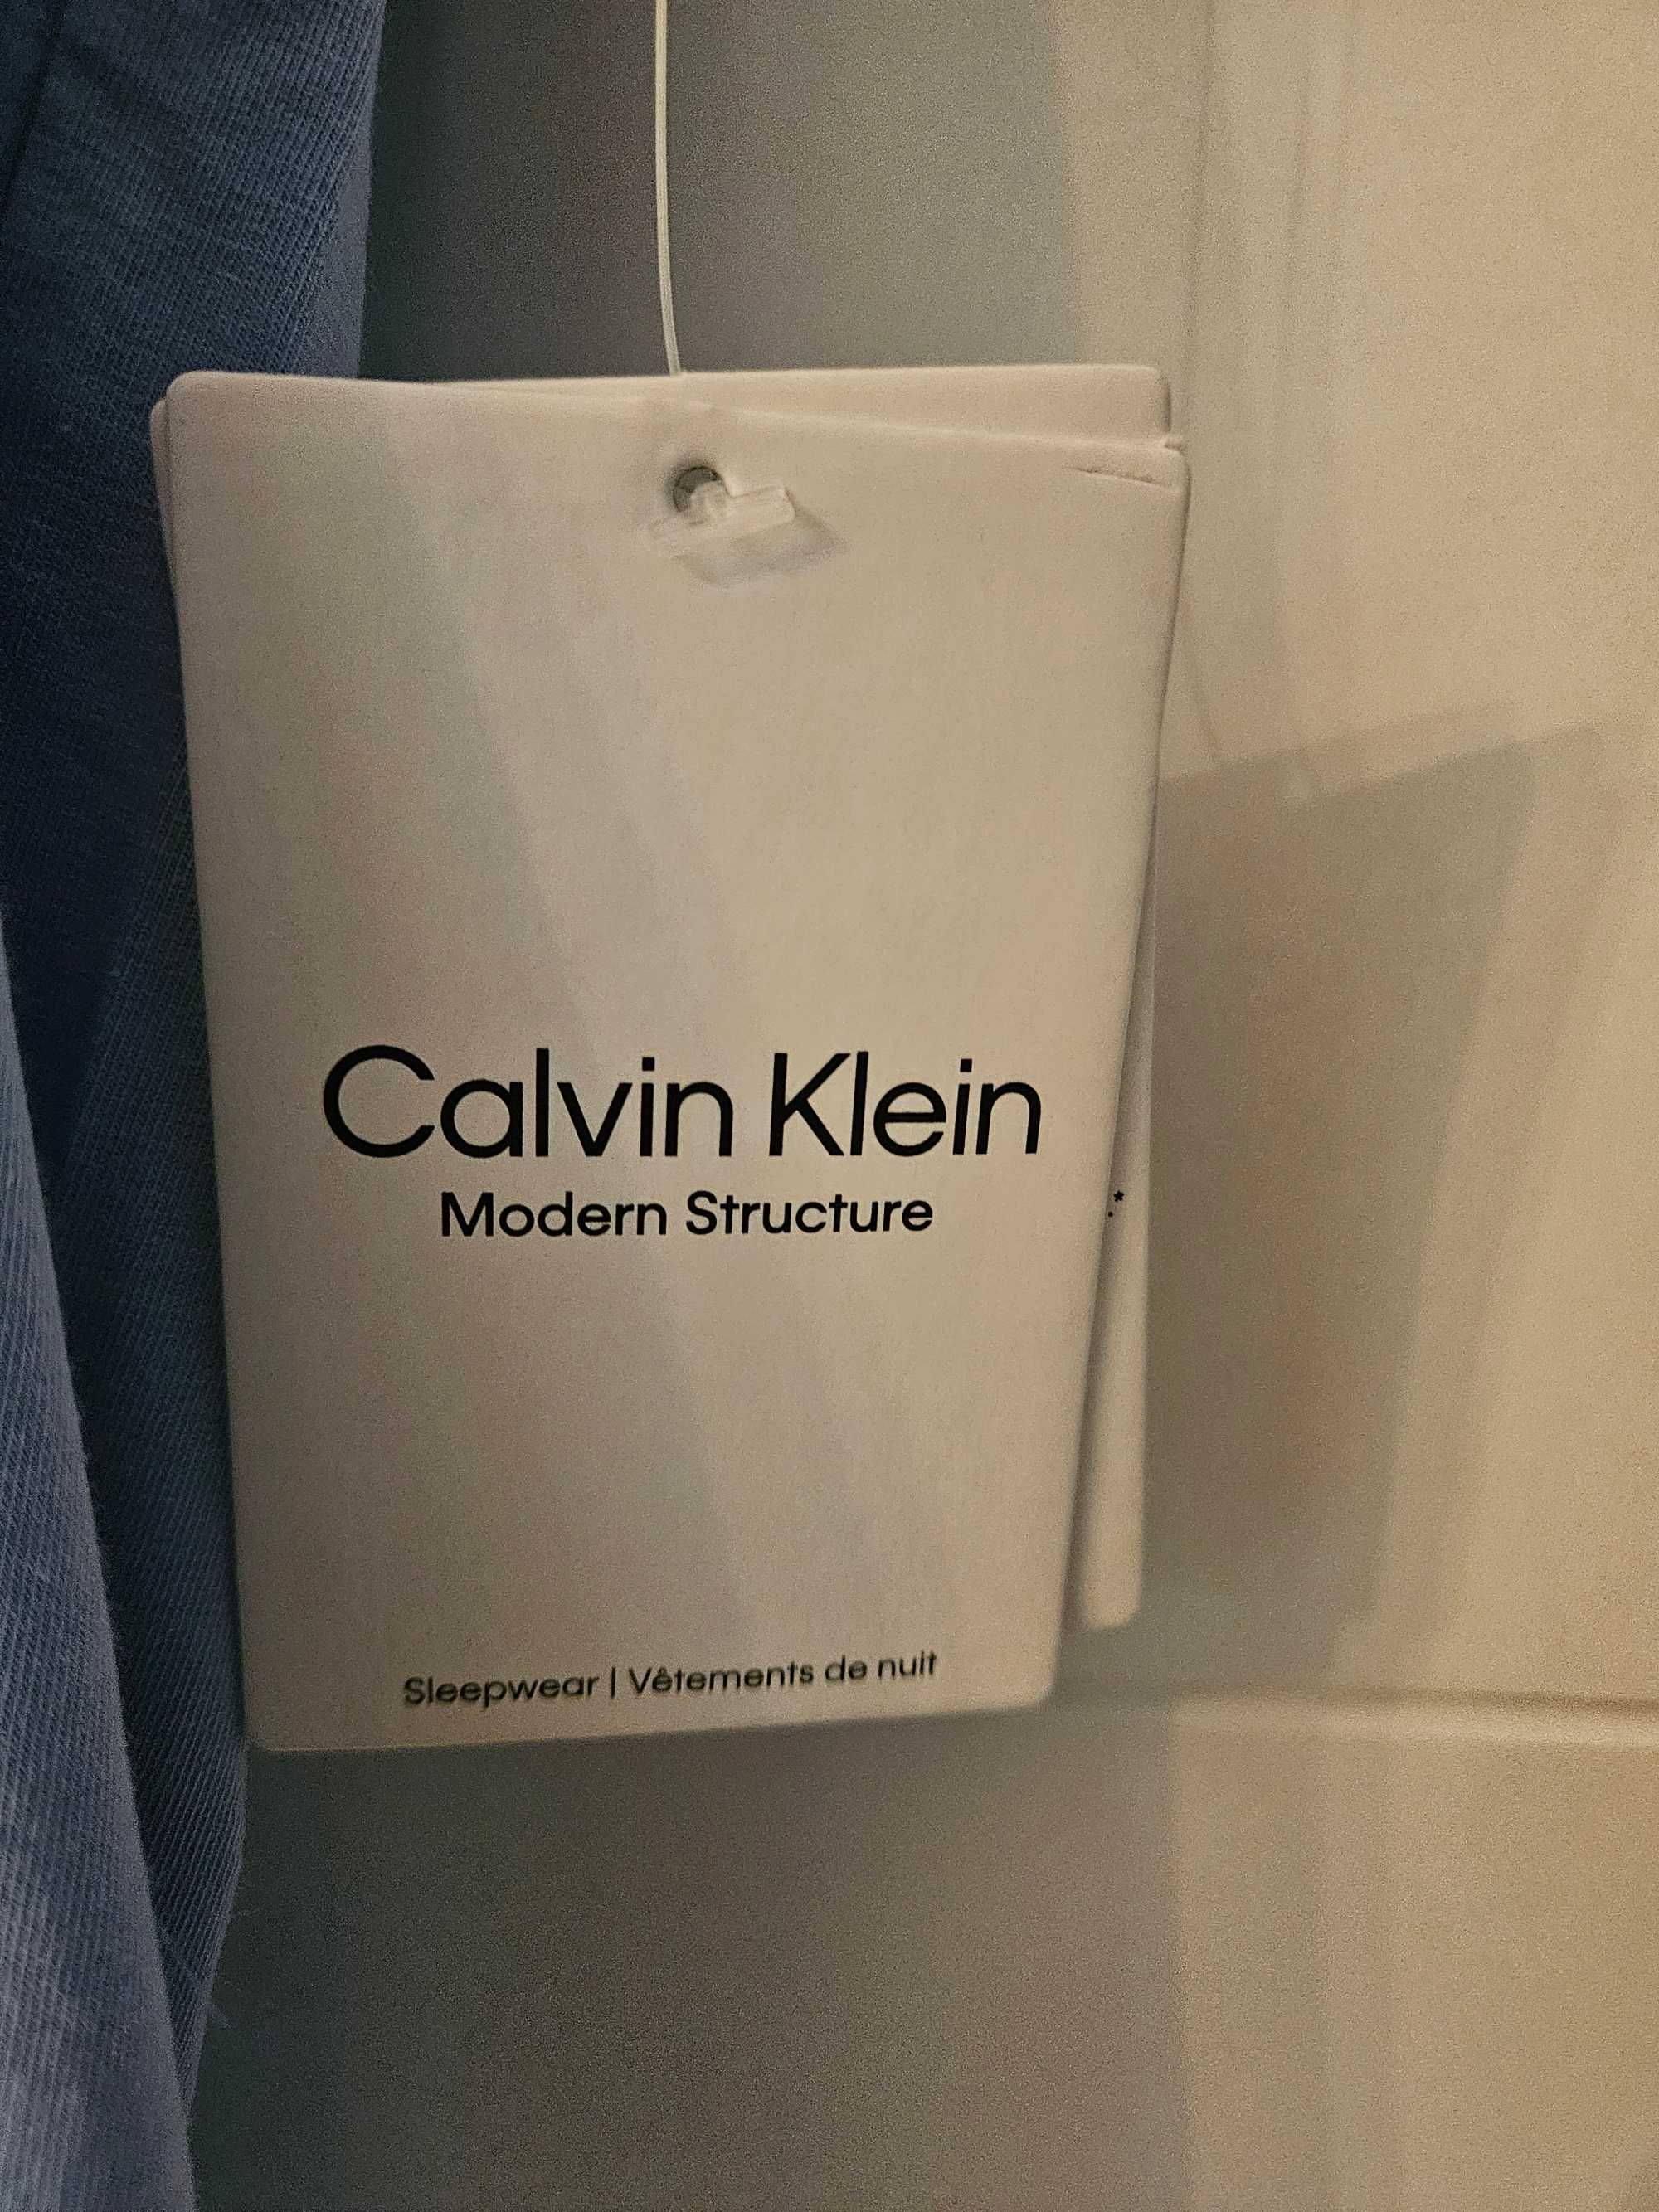 Calvin Klein
Modern Structure
Sleepwear | Vêtements de nuit